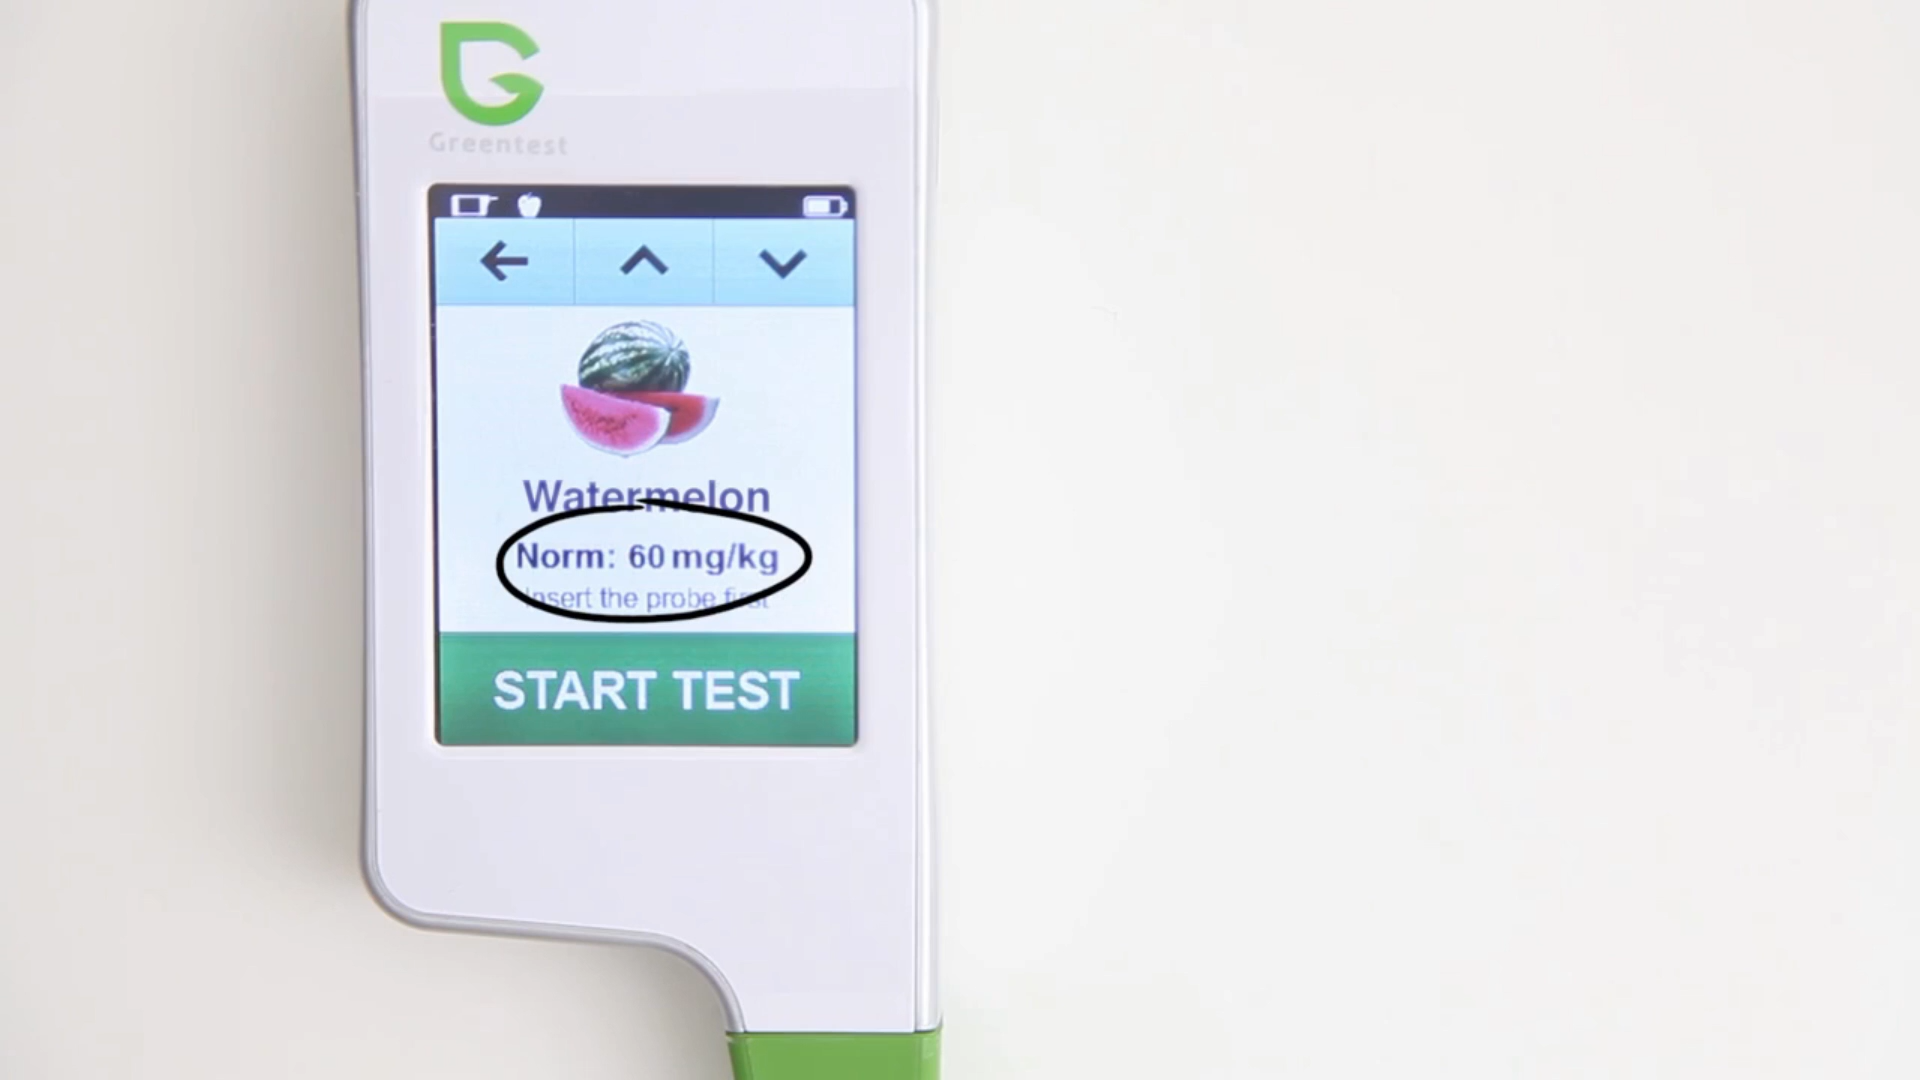 Greentest
Watermelon
Norm: 60 mg/kg
Insert the probe first
START TEST